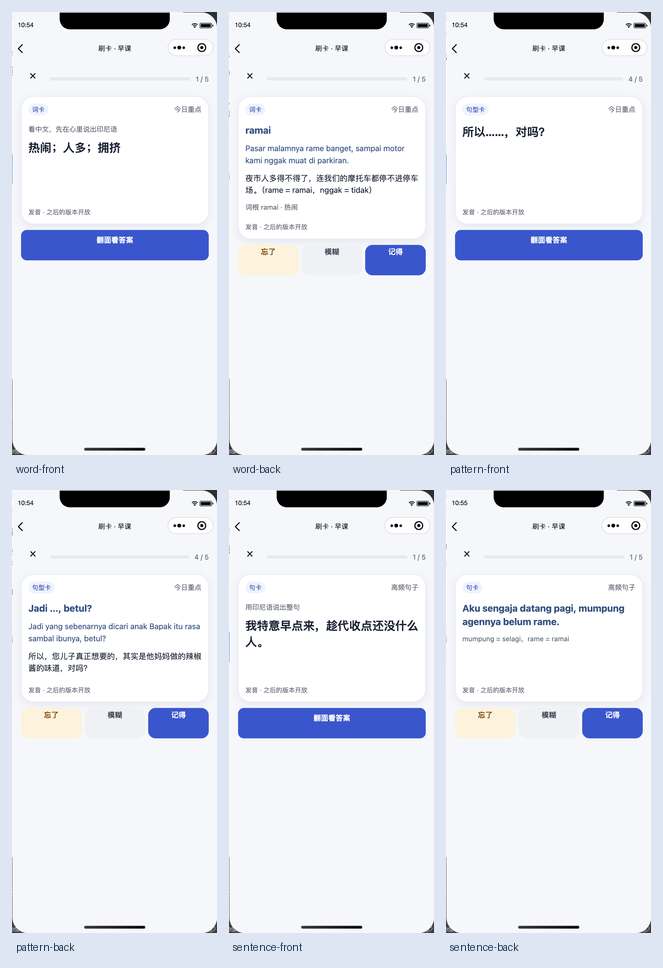 10:54
刷卡 · 早课
1 / 5
词卡
今日重点
看中文，先在心里说出印尼语
热闹；人多；拥挤
发音 · 之后的版本开放
翻面看答案
word-front
10:54
刷卡 · 早课
1 / 5
词卡
今日重点
ramai
Pasar malamnya rame banget, sampai motor
kami nggak muat di parkiran.
夜市人多得不得了，连我们的摩托车都停不进停车
场。（rame = ramai，nggak = tidak）
词根 ramai · 热闹
发音 · 之后的版本开放
忘了
模糊
记得
word-back
10:54
刷卡 · 早课
4 / 5
句型卡
今日重点
所以……，对吗?
发音 · 之后的版本开放
翻面看答案
pattern-front
10:54
刷卡 · 早课
4 / 5
句型卡
今日重点
Jadi ..., betul?
Jadi yang sebenarnya dicari anak Bapak itu rasa
sambal ibunya, betul?
所以，您儿子真正想要的，其实是他妈妈做的辣椒
酱的味道，对吗?
发音 · 之后的版本开放
忘了
模糊
记得
pattern-back
10:54
刷卡 · 早课
1 / 5
句卡
高频句子
用印尼语说出整句
我特意早点来，趁代收点还没什么
人。
发音 · 之后的版本开放
翻面看答案
sentence-front
10:55
刷卡 · 早课
1 / 5
句卡
高频句子
Aku sengaja datang pagi, mumpung
agennya belum rame.
mumpung = selagi，rame = ramai
发音 · 之后的版本开放
忘了
模糊
记得
sentence-back